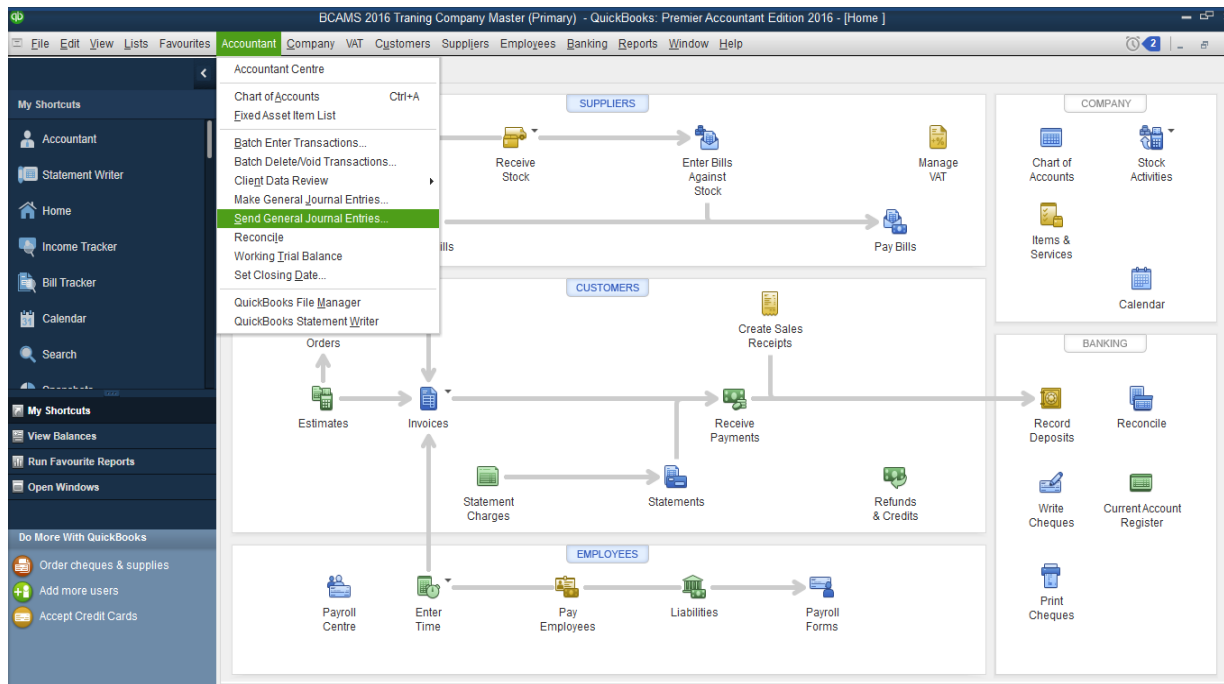 qb
BCAMS 2016 Traning Company Master (Primary) - QuickBooks: Premier Accountant Edition 2016 - [Home ]
File Edit View Lists Favourites Accountant Company VAT Customers Suppliers Employees Banking Reports Window Help
2
My Shortcuts
Accountant
Statement Writer
Home
Income Tracker
Bill Tracker
Calendar
Search
Snapshots
My Shortcuts
View Balances
Run Favourite Reports
Open Windows
Do More With QuickBooks
Order cheques & supplies
Add more users
Accept Credit Cards
Accountant Centre
Chart of Accounts Ctrl+A
Fixed Asset Item List
Batch Enter Transactions...
Batch Delete/Void Transactions...
Client Data Review
Make General Journal Entries...
Send General Journal Entries...
Reconcile
Working Trial Balance
Set Closing Date...
QuickBooks File Manager
QuickBooks Statement Writer
SUPPLIERS
Receive
Stock
Enter Bills
Against
Stock
Manage
VAT
ills
Pay Bills
CUSTOMERS
Create Sales
Receipts
Orders
Estimates
Invoices
Receive
Payments
Statement
Charges
Statements
Refunds
& Credits
EMPLOYEES
Payroll
Centre
Enter
Time
Pay
Employees
Liabilities
Payroll
Forms
COMPANY
Chart of
Accounts
Stock
Activities
Items &
Services
Calendar
BANKING
Record
Deposits
Reconcile
Write
Cheques
Current Account
Register
Print
Cheques